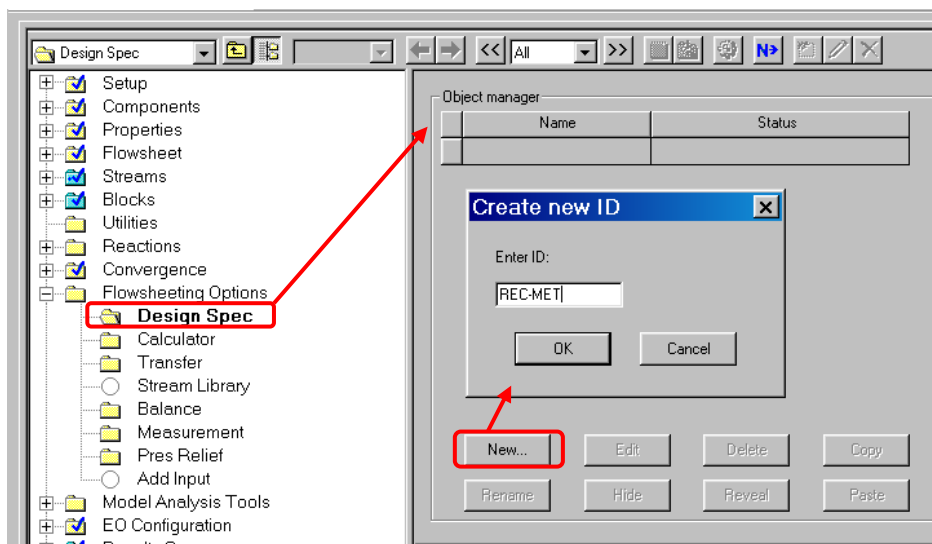 Design Spec
All
N
Setup
Components
Properties
Flowsheet
Streams
Blocks
Utilities
Reactions
Convergence
Flowsheeting Options
Design Spec
Calculator
Transfer
Stream Library
Balance
Measurement
Pres Relief
Add Input
Model Analysis Tools
EO Configuration
Object manager
Name Status
Create new ID
Enter ID:
REC-MET
OK Cancel
New... Edit Delete Copy
Rename Hide Reveal Paste